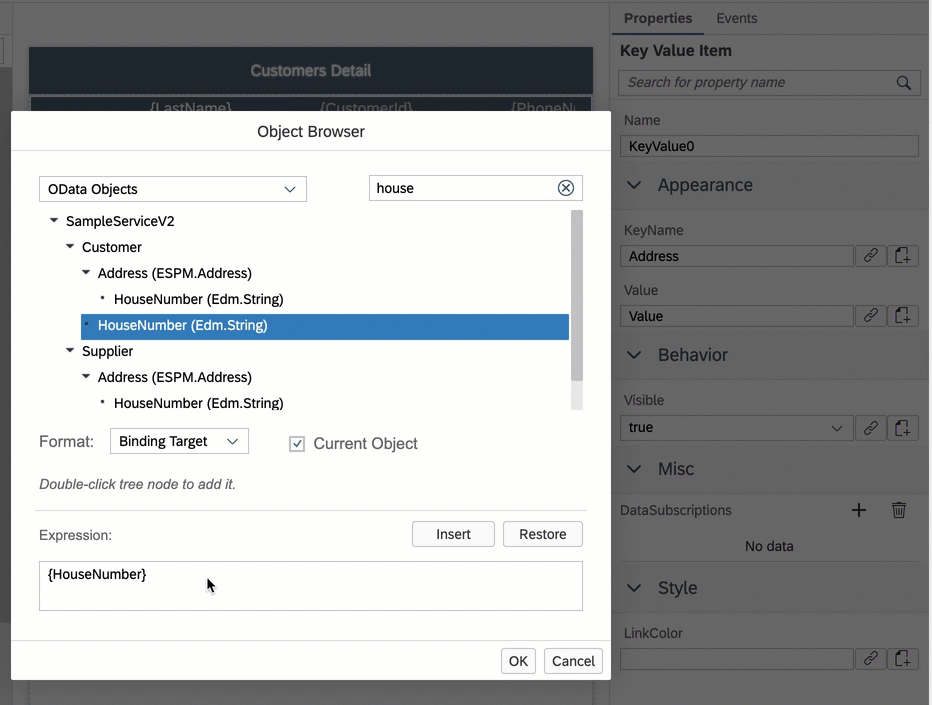 Properties Events
Key Value Item
Search for property name
Name
KeyValue0
Appearance
KeyName
Address
Value
Value
Behavior
Visible
true
Misc
DataSubscriptions
No data
Style
LinkColor
Customers Detail
{LastName} {CustomerId}
Object Browser
OData Objects house
SampleServiceV2
Customer
Address (ESPM.Address)
HouseNumber (Edm.String)
HouseNumber (Edm.String)
Supplier
Address (ESPM.Address)
HouseNumber (Edm.String)
Format: Binding Target Current Object
Double-click tree node to add it.
Expression: Insert Restore
{HouseNumber}
OK Cancel